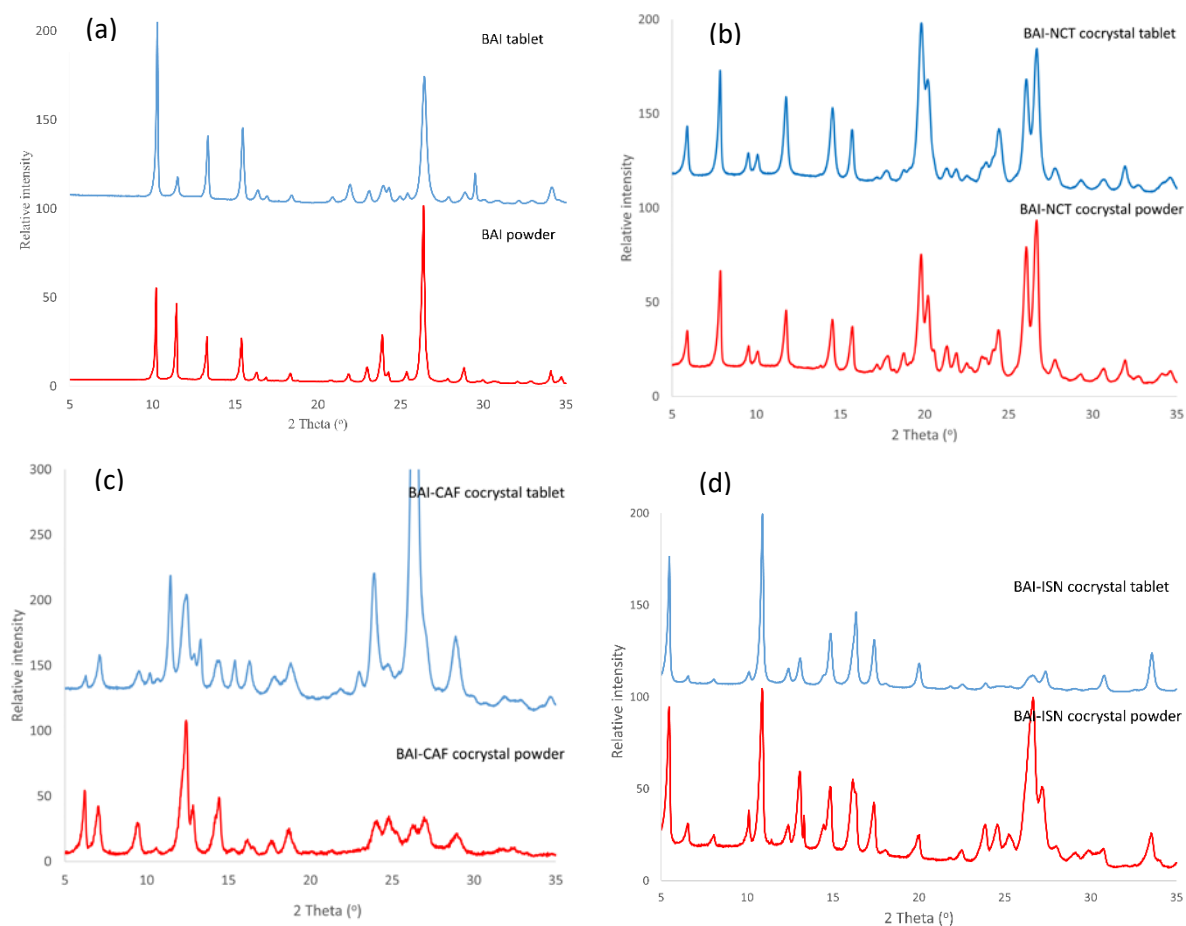 (a)
200
BAI tablet
150
Relative intensity
100
BAI powder
50
0
5 10 15 20 25 30 35
2 Theta (°)
(b)
200
BAI-NCT cocrystal tablet
150
Relative intensity
100
BAI-NCT cocrystal powder
50
0
5 10 15 20 25 30 35
2 Theta (°)
(c)
300
BAI-CAF cocrystal tablet
250
200
Relative intensity
150
100
BAI-CAF cocrystal powder
50
0
5 10 15 20 25 30 35
2 Theta (°)
(d)
200
BAI-ISN cocrystal tablet
150
Relative intensity
100
BAI-ISN cocrystal powder
50
0
5 10 15 20 25 30 35
2 Theta (°)